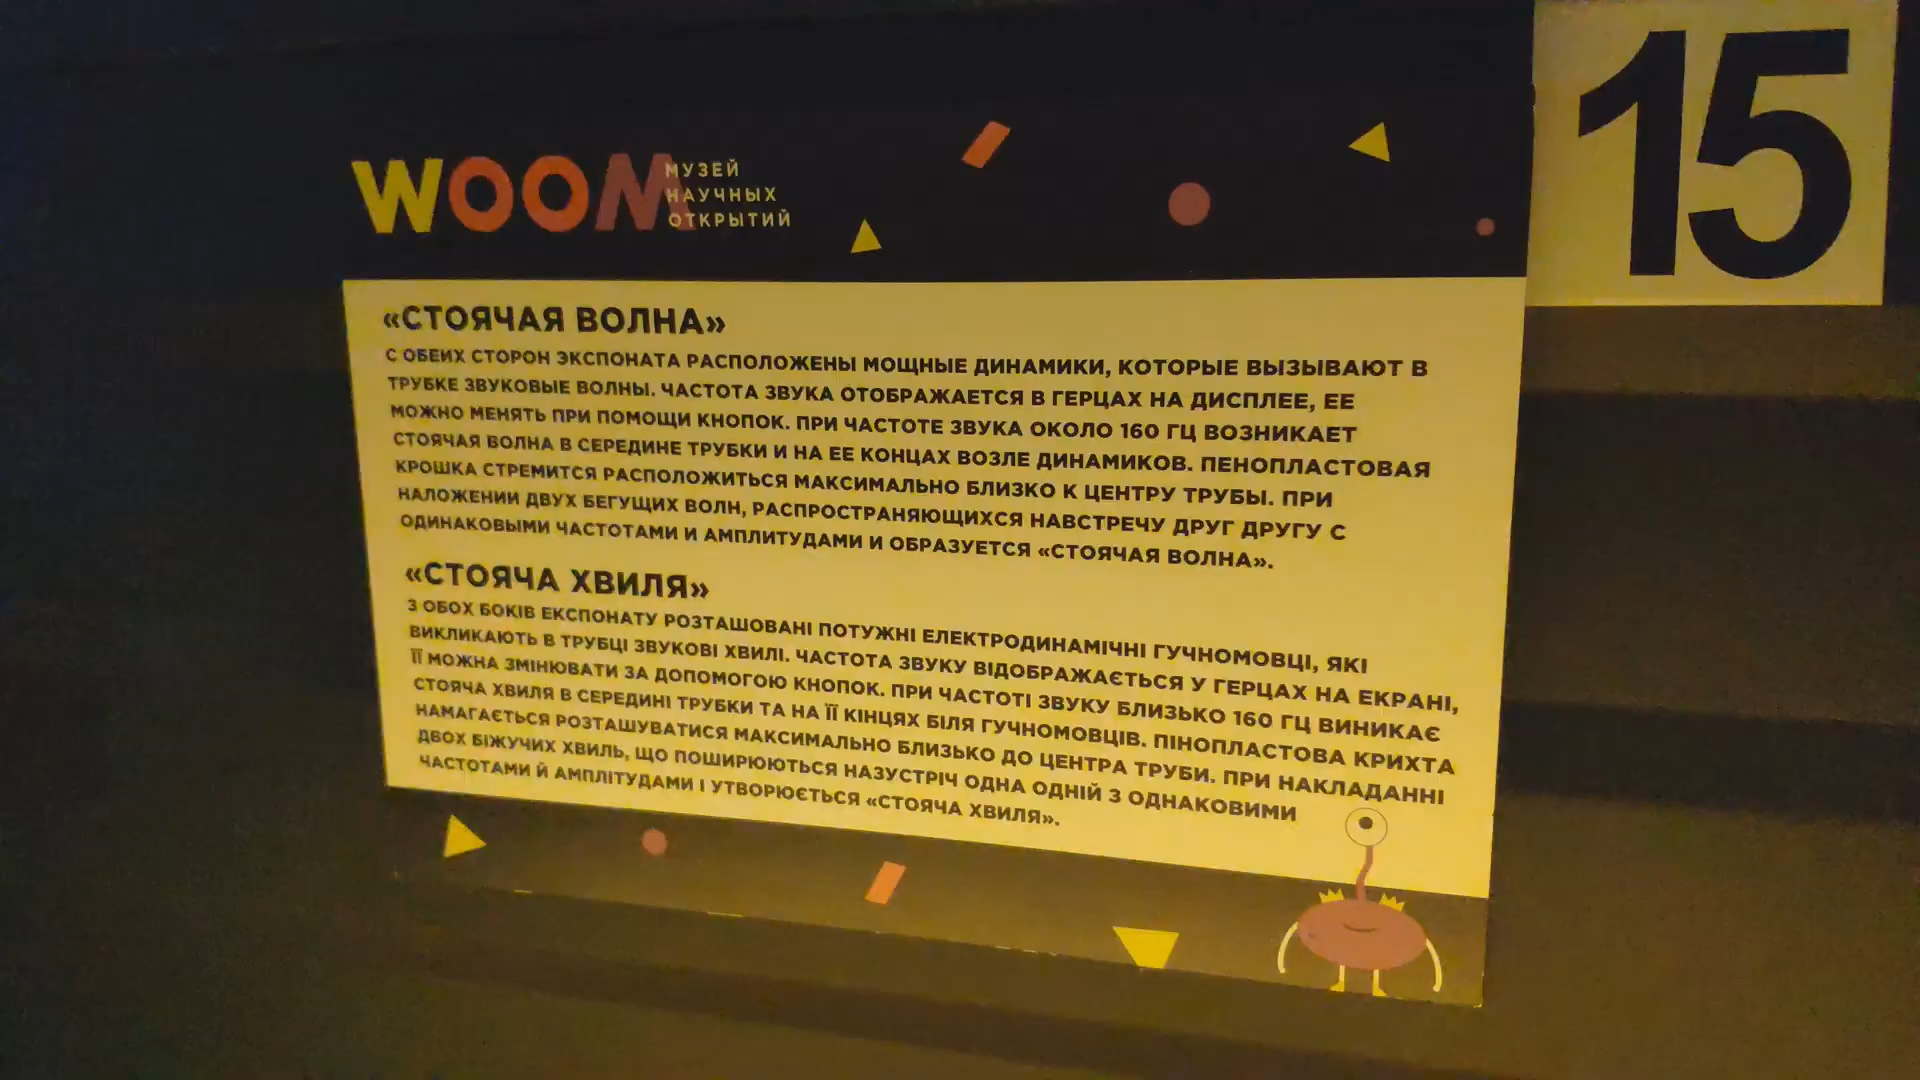 WOOM
МУЗЕЙ
НАУЧНЫХ
ОТКРЫТИЙ
15
«СТОЯЧАЯ ВОЛНА»
С ОБЕИХ СТОРОН ЭКСПОНАТА РАСПОЛОЖЕНЫ МОЩНЫЕ ДИНАМИКИ, КОТОРЫЕ ВЫЗЫВАЮТ В
ТРУБКЕ ЗВУКОВЫЕ ВОЛНЫ. ЧАСТОТА ЗВУКА ОТОБРАЖАЕТСЯ В ГЕРЦАХ НА ДИСПЛЕЕ, ЕЕ
МОЖНО МЕНЯТЬ ПРИ ПОМОЩИ КНОПОК. ПРИ ЧАСТОТЕ ЗВУКА ОКОЛО 160 ГЦ ВОЗНИКАЕТ
СТОЯЧАЯ ВОЛНА В СЕРЕДИНЕ ТРУБКИ И НА ЕЕ КОНЦАХ ВОЗЛЕ ДИНАМИКОВ. ПЕНОПЛАСТОВАЯ
КРОШКА СТРЕМИТСЯ РАСПОЛОЖИТЬСЯ МАКСИМАЛЬНО БЛИЗКО К ЦЕНТРУ ТРУБЫ. ПРИ
НАЛОЖЕНИИ ДВУХ БЕГУЩИХ ВОЛН, РАСПРОСТРАНЯЮЩИХСЯ НАВСТРЕЧУ ДРУГ ДРУГУ С
ОДИНАКОВЫМИ ЧАСТОТАМИ И АМПЛИТУДАМИ И ОБРАЗУЕТСЯ «СТОЯЧАЯ ВОЛНА».
«СТОЯЧА ХВИЛЯ»
З ОБОХ БОКІВ ЕКСПОНАТУ РОЗТАШОВАНІ ПОТУЖНІ ЕЛЕКТРОДИНАМІЧНІ ГУЧНОМОВЦІ, ЯКІ
ВИКЛИКАЮТЬ В ТРУБЦІ ЗВУКОВІ ХВИЛІ. ЧАСТОТА ЗВУКУ ВІДОБРАЖАЄТЬСЯ У ГЕРЦАХ НА ЕКРАНІ,
ЇЇ МОЖНА ЗМІНЮВАТИ ЗА ДОПОМОГОЮ КНОПОК. ПРИ ЧАСТОТІ ЗВУКУ БЛИЗЬКО 160 ГЦ ВИНИКАЄ
СТОЯЧА ХВИЛЯ В СЕРЕДИНІ ТРУБКИ ТА НА ЇЇ КІНЦЯХ БІЛЯ ГУЧНОМОВЦІВ. ПІНОПЛАСТОВА КРИХТА
НАМАГАЄТЬСЯ РОЗТАШУВАТИСЯ МАКСИМАЛЬНО БЛИЗЬКО ДО ЦЕНТРА ТРУБИ. ПРИ НАКЛАДАННІ
ДВОХ БІЖУЧИХ ХВИЛЬ, ЩО ПОШИРЮЮТЬСЯ НАЗУСТРІЧ ОДНА ОДНІЙ З ОДНАКОВИМИ
ЧАСТОТАМИ Й АМПЛІТУДАМИ І УТВОРЮЄТЬСЯ «СТОЯЧА ХВИЛЯ».